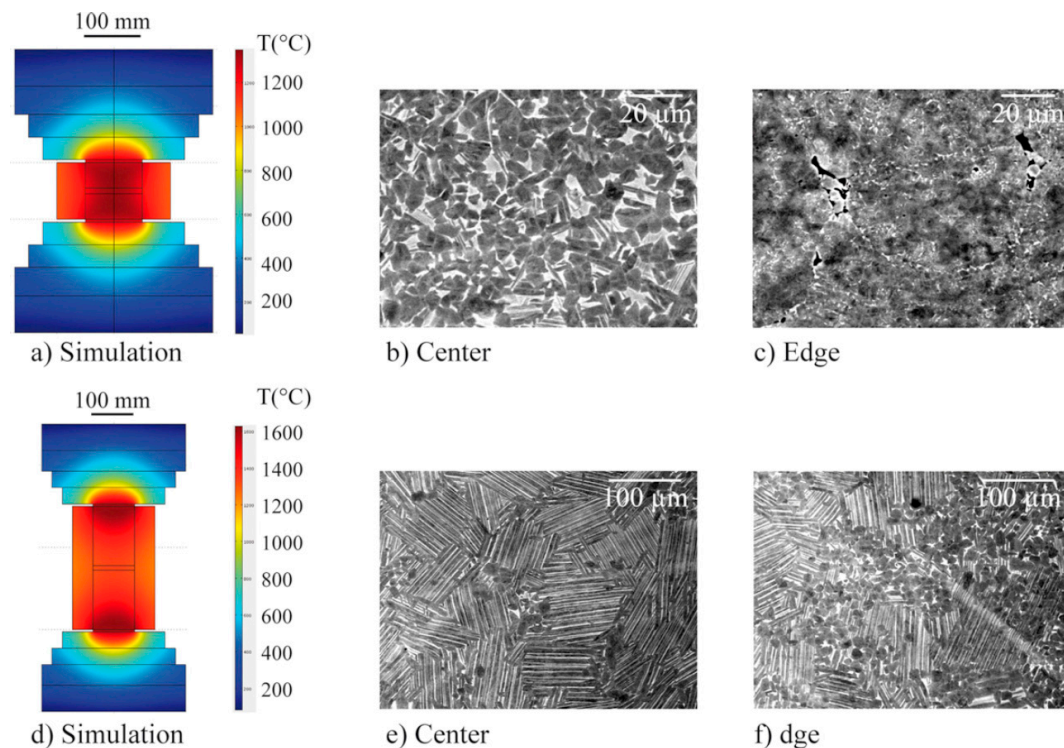 100 mm
T(°C)
1200
1000
800
600
400
200
a) Simulation
20 µm
b) Center
20 µm
c) Edge
100 mm
T(°C)
1600
1400
1200
1000
800
600
400
200
d) Simulation
100 µm
e) Center
100 µm
f) dge